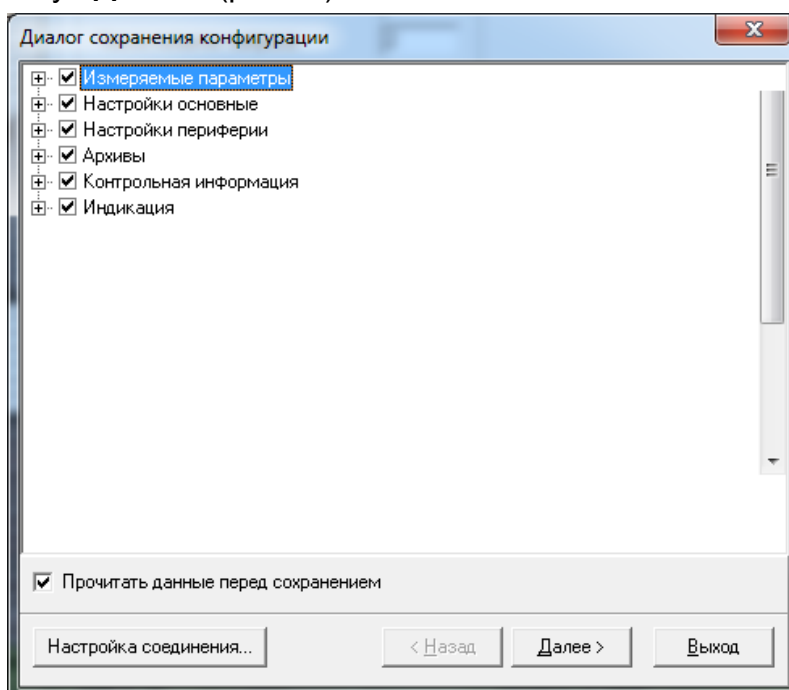 Диалог сохранения конфигурации
Измеряемые параметры
Настройки основные
Настройки периферии
Архивы
Контрольная информация
Индикация
Прочитать данные перед сохранением
Настройка соединения... < Назад Далее > Выход